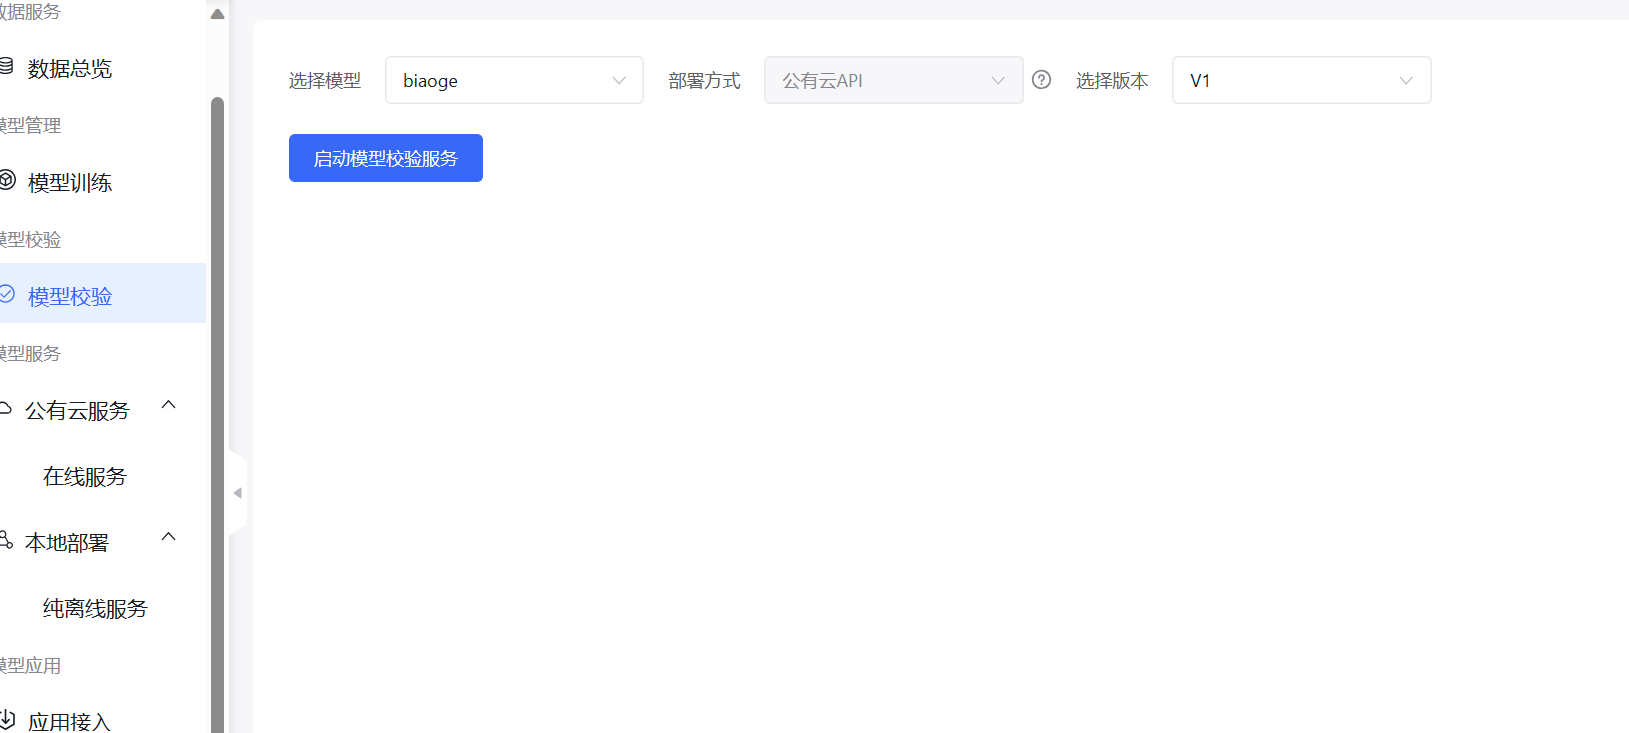 数据服务
数据总览
模型管理
模型训练
模型校验
模型校验
模型服务
公有云服务
在线服务
本地部署
纯离线服务
模型应用
应用接入
选择模型 biaoge 部署方式 公有云API 选择版本 V1
启动模型校验服务